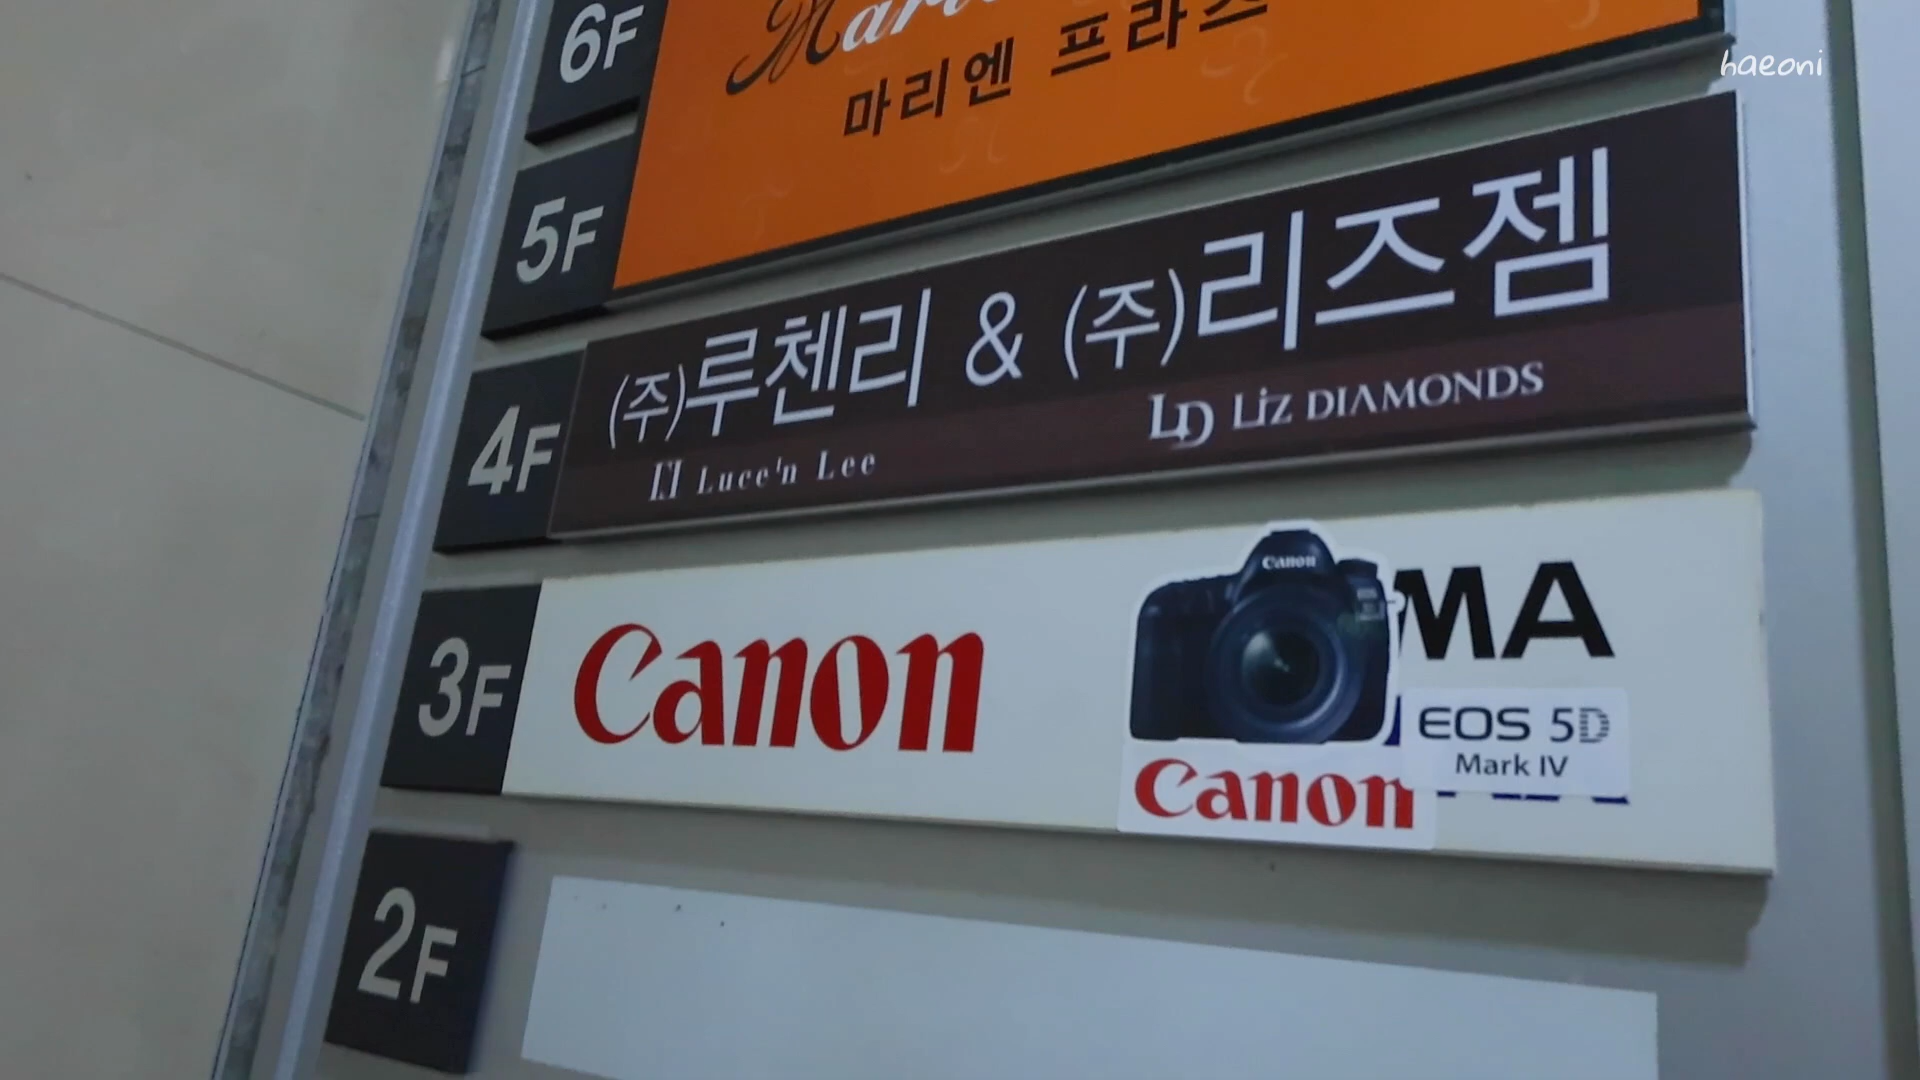 6F
마리엔 프라즈
haeoni
5F
(주)루첸리 & (주)리즈젬
4F
Luce'n Lee
LD Liz DIAMONDS
3F
Canon
Canon
MA
EOS 5D
Mark IV
Canon
2F